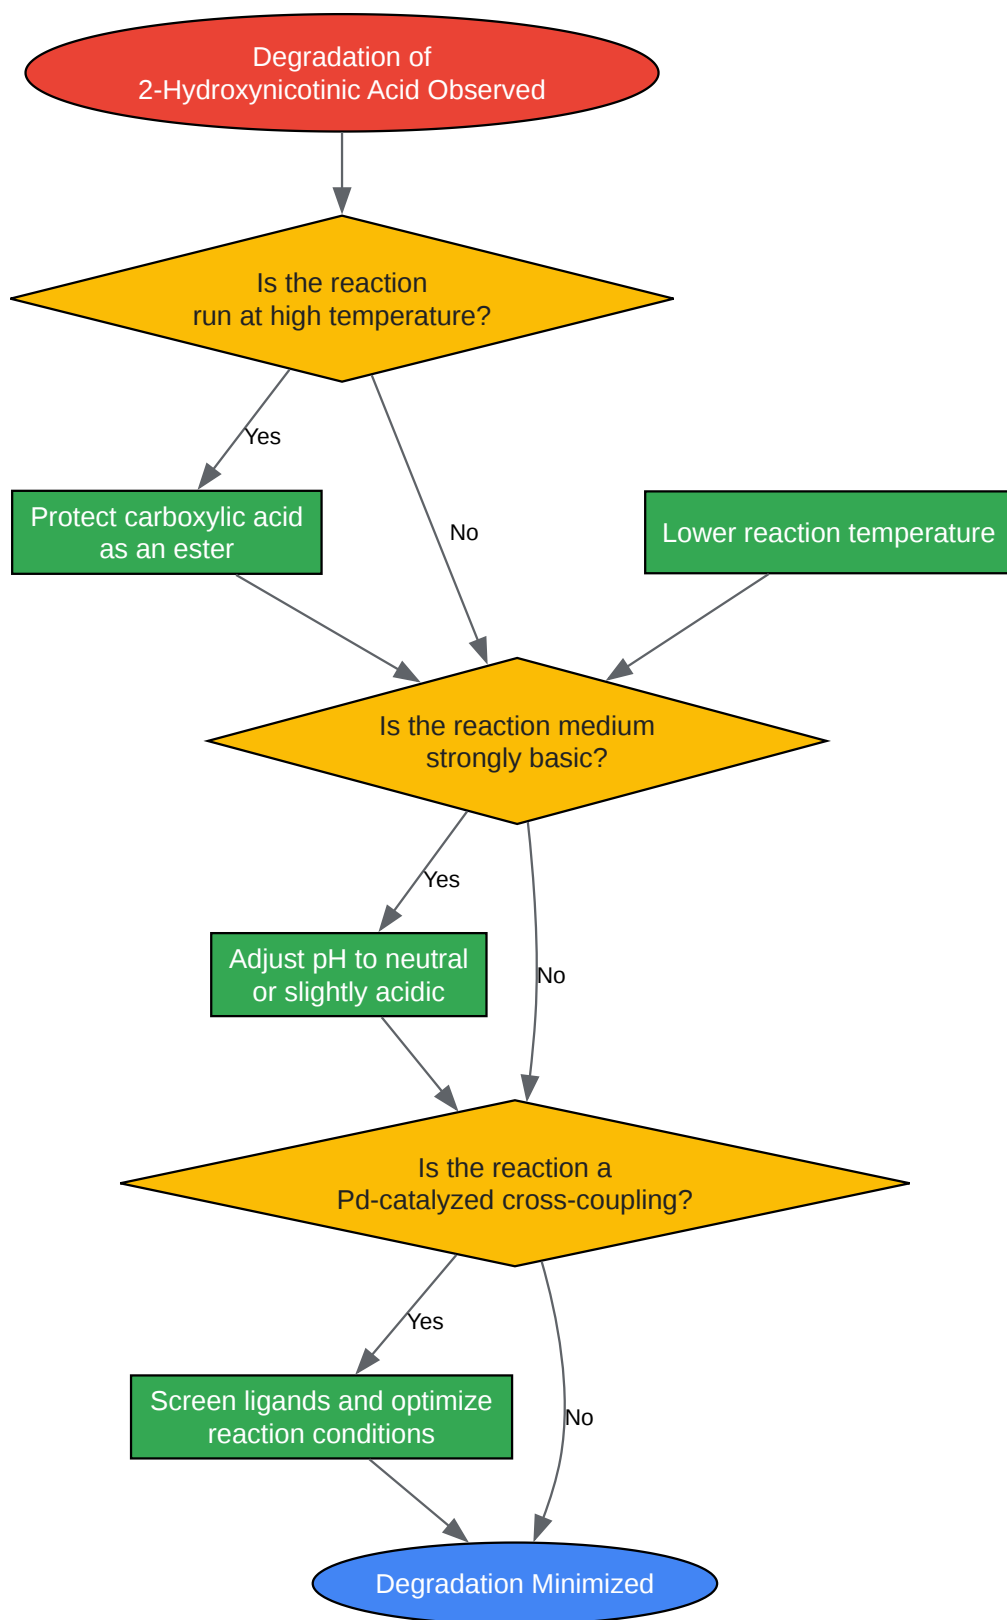 Degradation of
2-Hydroxynicotinic Acid Observed
Is the reaction
run at high temperature?
Yes
No
Protect carboxylic acid
as an ester
Lower reaction temperature
Is the reaction medium
strongly basic?
Yes
No
Adjust pH to neutral
or slightly acidic
Is the reaction a
Pd-catalyzed cross-coupling?
Yes
No
Screen ligands and optimize
reaction conditions
Degradation Minimized